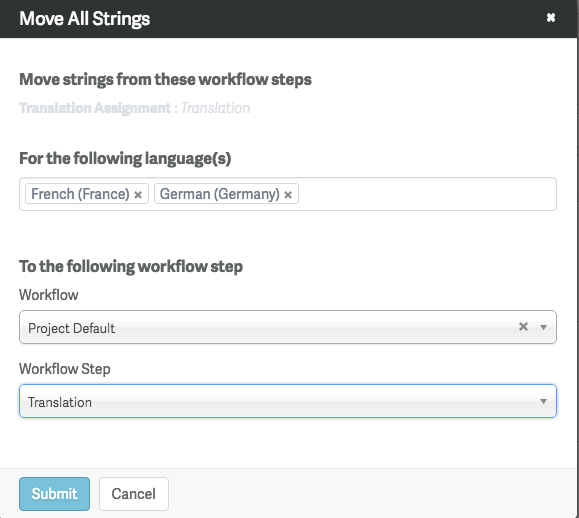 Move All Strings ✖
Move strings from these workflow steps
Translation Assignment : Translation
For the following language(s)
French (France) × German (Germany) ×
To the following workflow step
Workflow
Project Default ×
Workflow Step
Translation
Submit Cancel